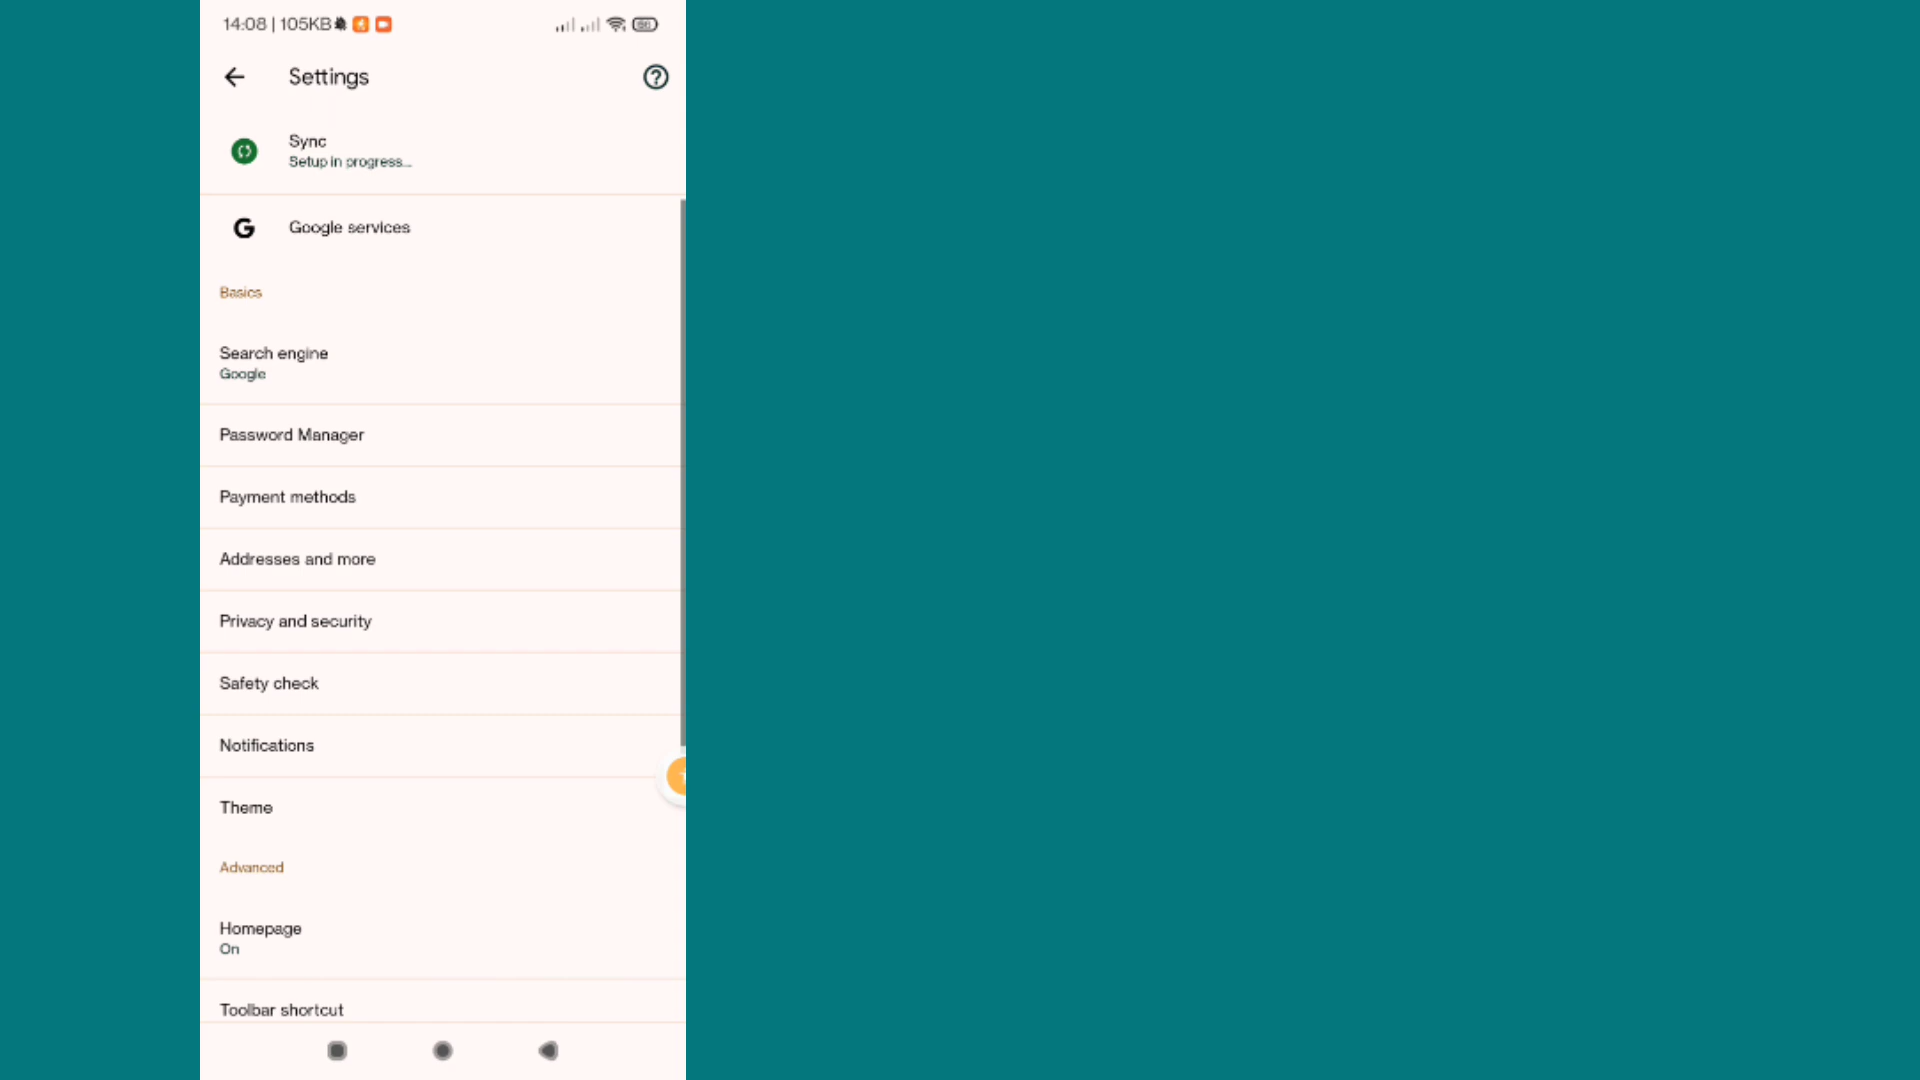 14:08 | 105KB
Settings
Sync
Setup in progress...
G Google services
Basics
Search engine
Google
Password Manager
Payment methods
Addresses and more
Privacy and security
Safety check
Notifications
Theme
Advanced
Homepage
On
Toolbar shortcut